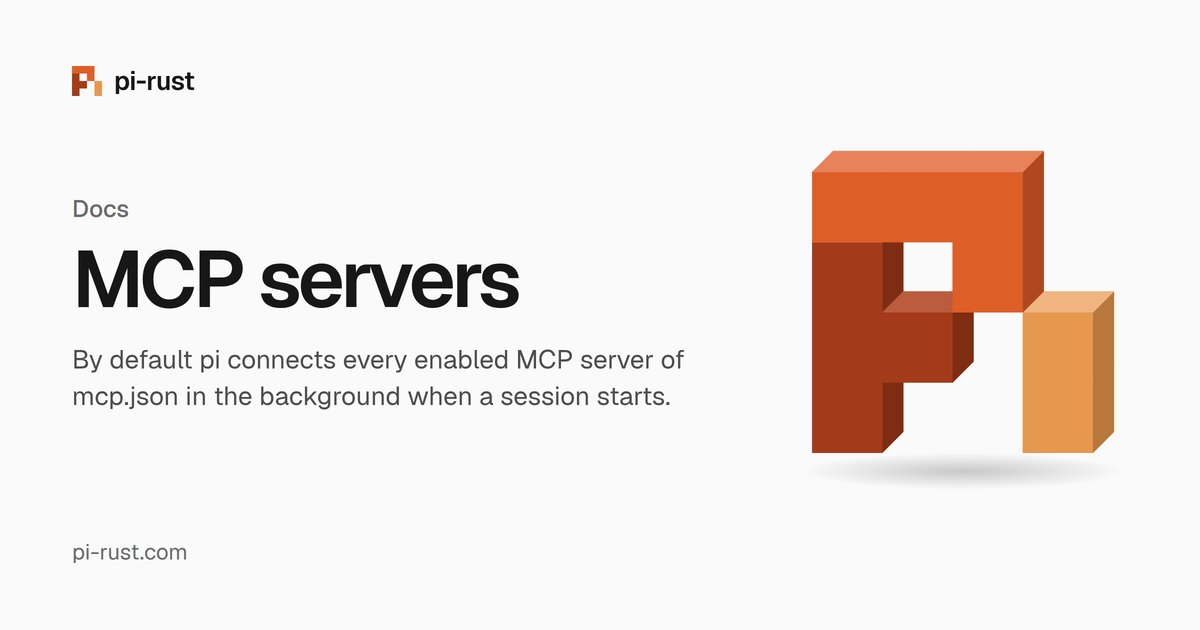 pi-rust
Docs
MCP servers
By default pi connects every enabled MCP server of
mcp.json in the background when a session starts.
pi-rust.com